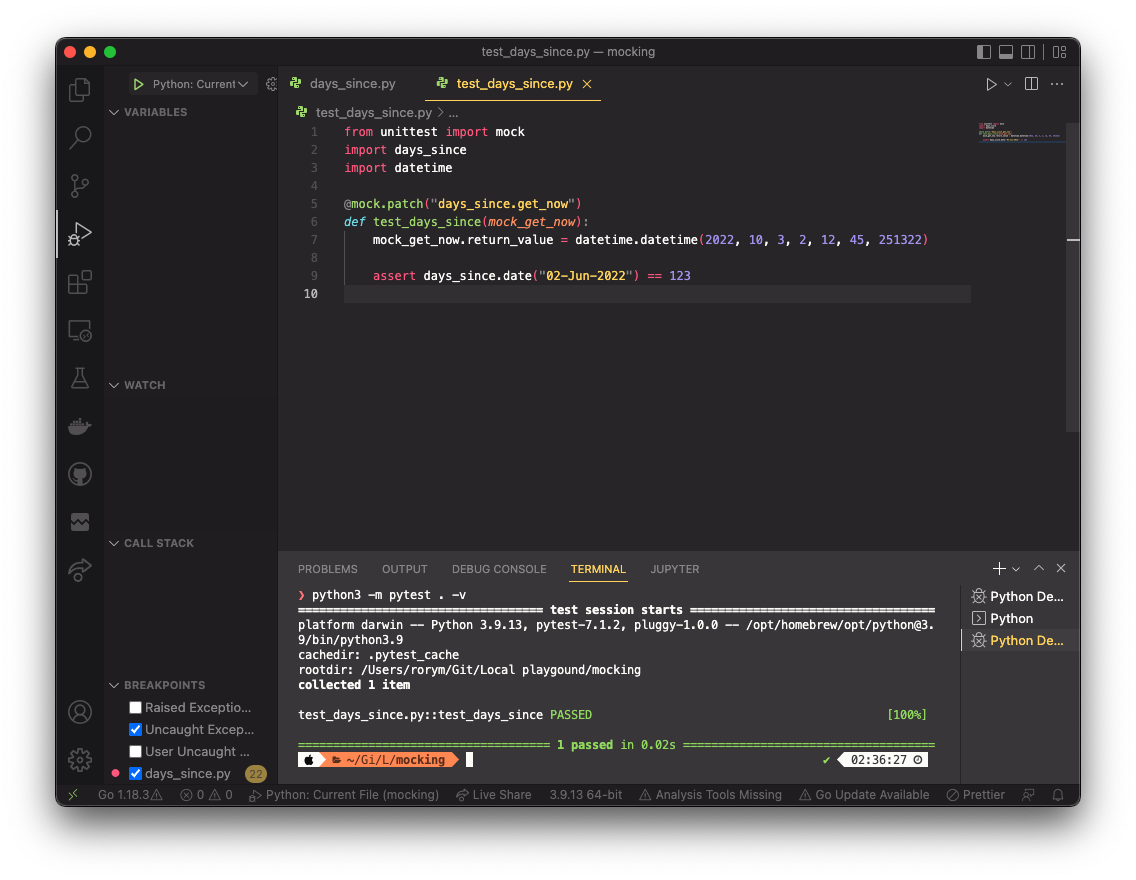 test_days_since.py — mocking
Python: Current
days_since.py
test_days_since.py
VARIABLES
test_days_since.py > ...
1 from unittest import mock
2 import days_since
3 import datetime
4
5 @mock.patch("days_since.get_now")
6 def test_days_since(mock_get_now):
7 mock_get_now.return_value = datetime.datetime(2022, 10, 3, 2, 12, 45, 251322)
8
9 assert days_since.date("02-Jun-2022") == 123
10
WATCH
CALL STACK
BREAKPOINTS
Raised Exceptio...
Uncaught Excep...
User Uncaught ...
days_since.py 22
PROBLEMS OUTPUT DEBUG CONSOLE TERMINAL JUPYTER
❯ python3 -m pytest . -v
================================== test session starts ==================================
platform darwin -- Python 3.9.13, pytest-7.1.2, pluggy-1.0.0 -- /opt/homebrew/opt/python@3.
9/bin/python3.9
cachedir: .pytest_cache
rootdir: /Users/rorym/Git/Local playgound/mocking
collected 1 item
test_days_since.py::test_days_since PASSED [100%]
=================================== 1 passed in 0.02s ===================================
~/Gi/L/mocking ✔ 02:36:27
Python De...
Python
Python De...
Go 1.18.3 0 0 Python: Current File (mocking) Live Share 3.9.13 64-bit Analysis Tools Missing Go Update Available Prettier